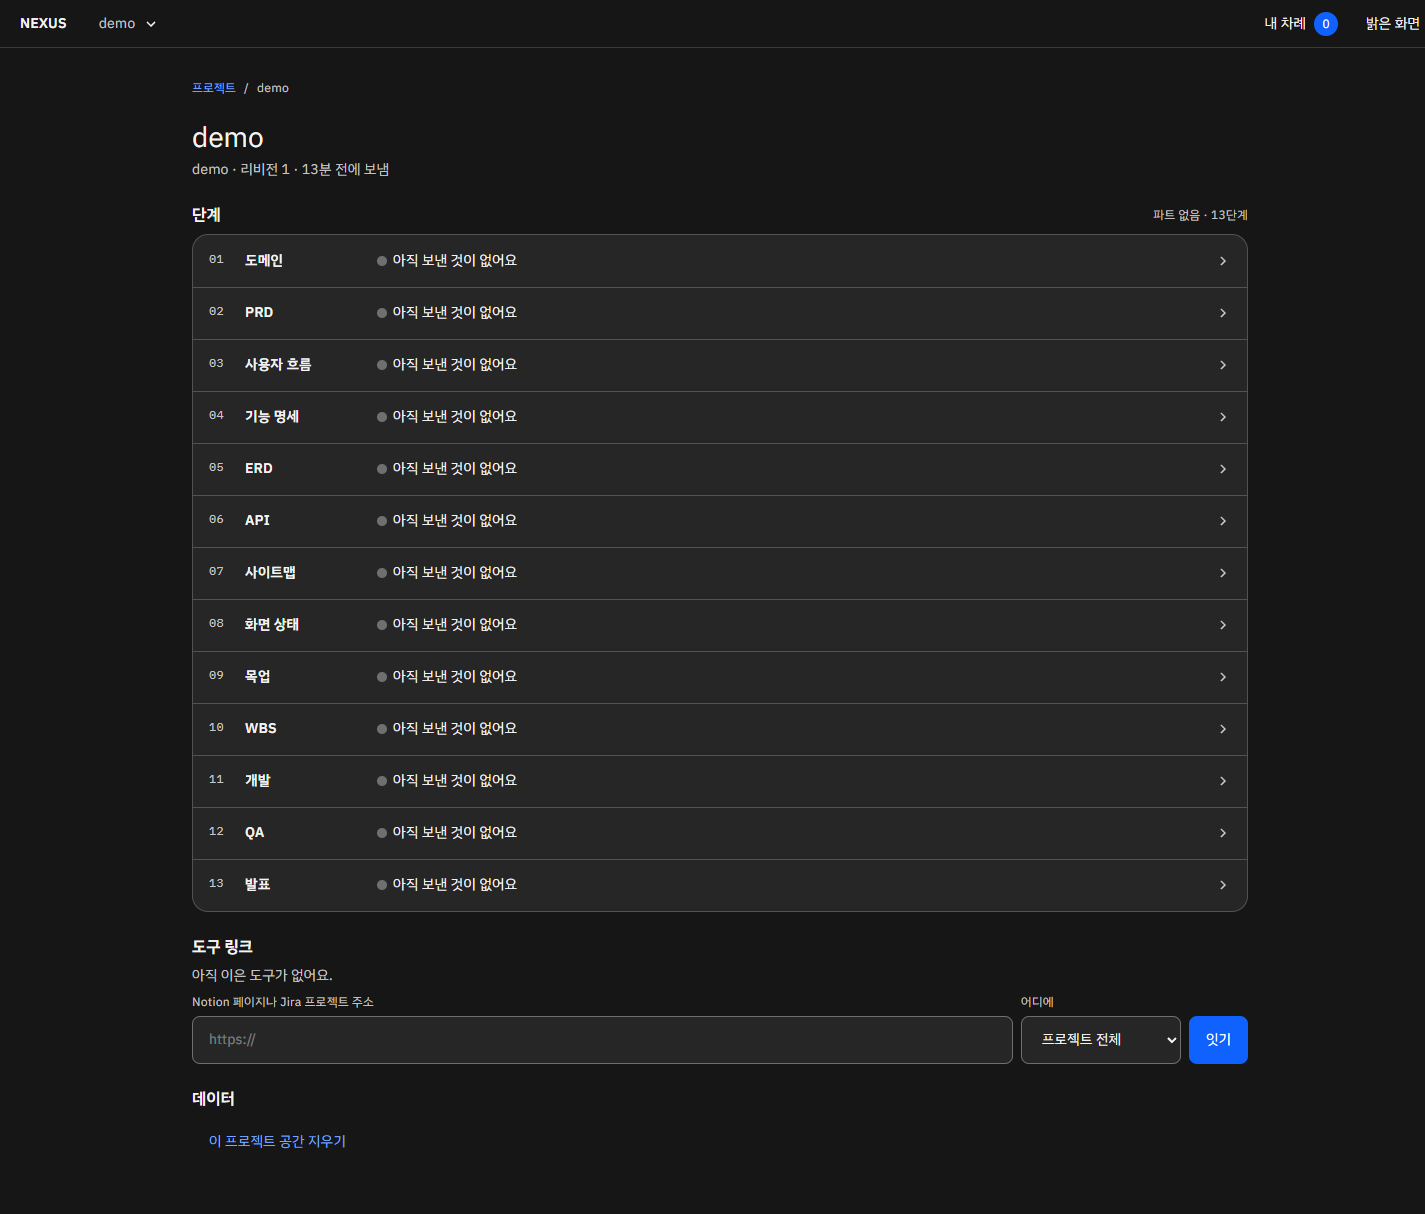 NEXUS demo 내 차례 0 밝은 화면
프로젝트 / demo
demo
demo · 리비전 1 · 13분 전에 보냄
단계 파트 없음 · 13단계
01 도메인 아직 보낸 것이 없어요
02 PRD 아직 보낸 것이 없어요
03 사용자 흐름 아직 보낸 것이 없어요
04 기능 명세 아직 보낸 것이 없어요
05 ERD 아직 보낸 것이 없어요
06 API 아직 보낸 것이 없어요
07 사이트맵 아직 보낸 것이 없어요
08 화면 상태 아직 보낸 것이 없어요
09 목업 아직 보낸 것이 없어요
10 WBS 아직 보낸 것이 없어요
11 개발 아직 보낸 것이 없어요
12 QA 아직 보낸 것이 없어요
13 발표 아직 보낸 것이 없어요
도구 링크
아직 이은 도구가 없어요.
Notion 페이지나 Jira 프로젝트 주소 어디에
https:// 프로젝트 전체 잇기
데이터
이 프로젝트 공간 지우기